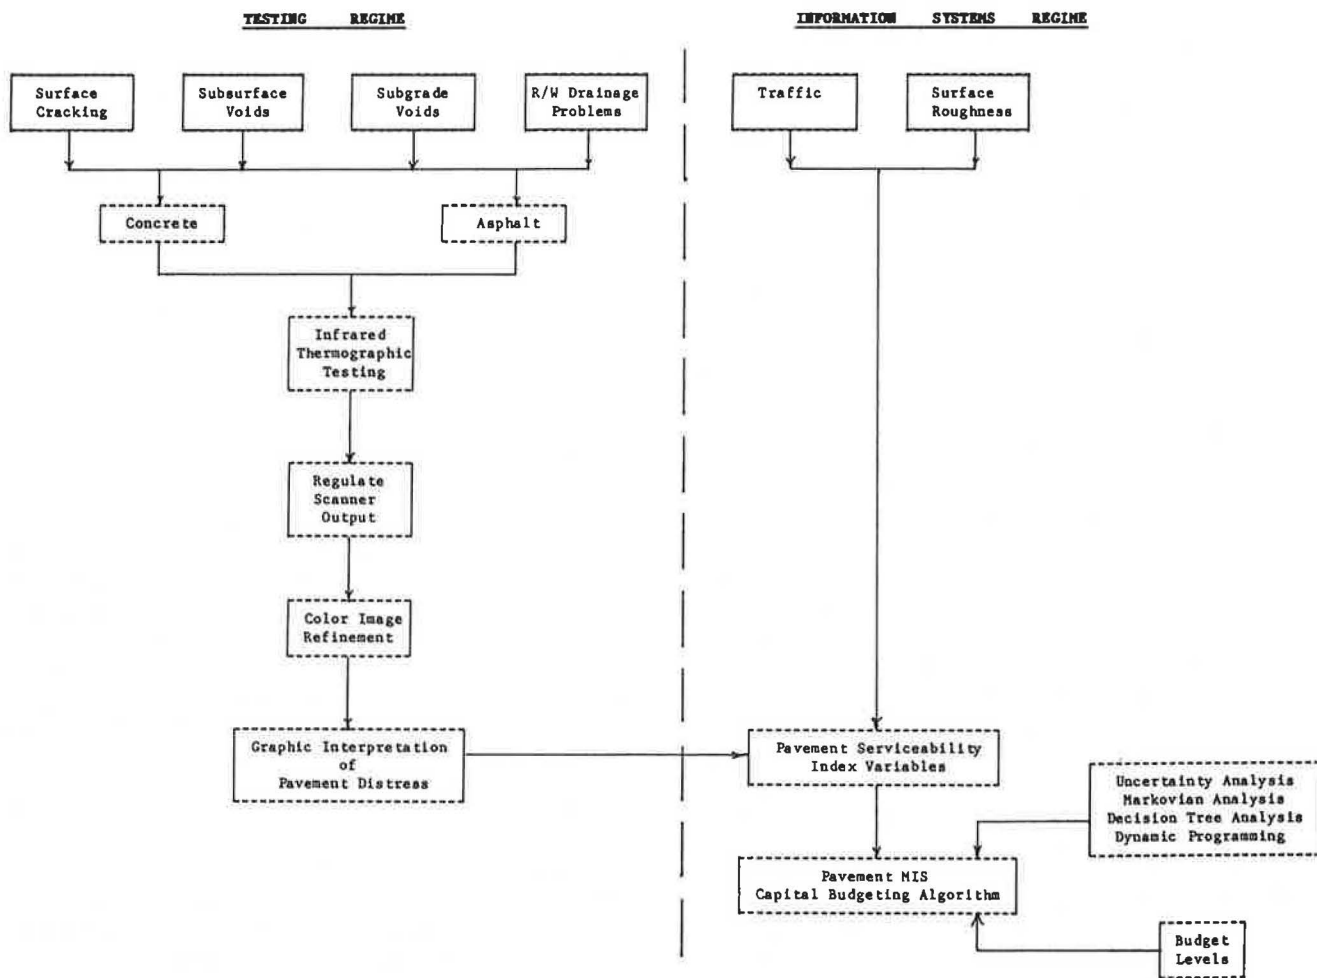 TESTING REGIME
INFORMATION SYSTEMS REGIME
Surface
Cracking
Subsurface
Voids
Subgrade
Voids
R/W Drainage
Problems
Traffic
Surface
Roughness
Concrete
Asphalt
Infrared
Thermographic
Testing
Regulate
Scanner
Output
Color Image
Refinement
Graphic Interpretation
of
Pavement Distress
Pavement Serviceability
Index Variables
Uncertainty Analysis
Markovian Analysis
Decision Tree Analysis
Dynamic Programming
Pavement MIS
Capital Budgeting Algorithm
Budget
Levels